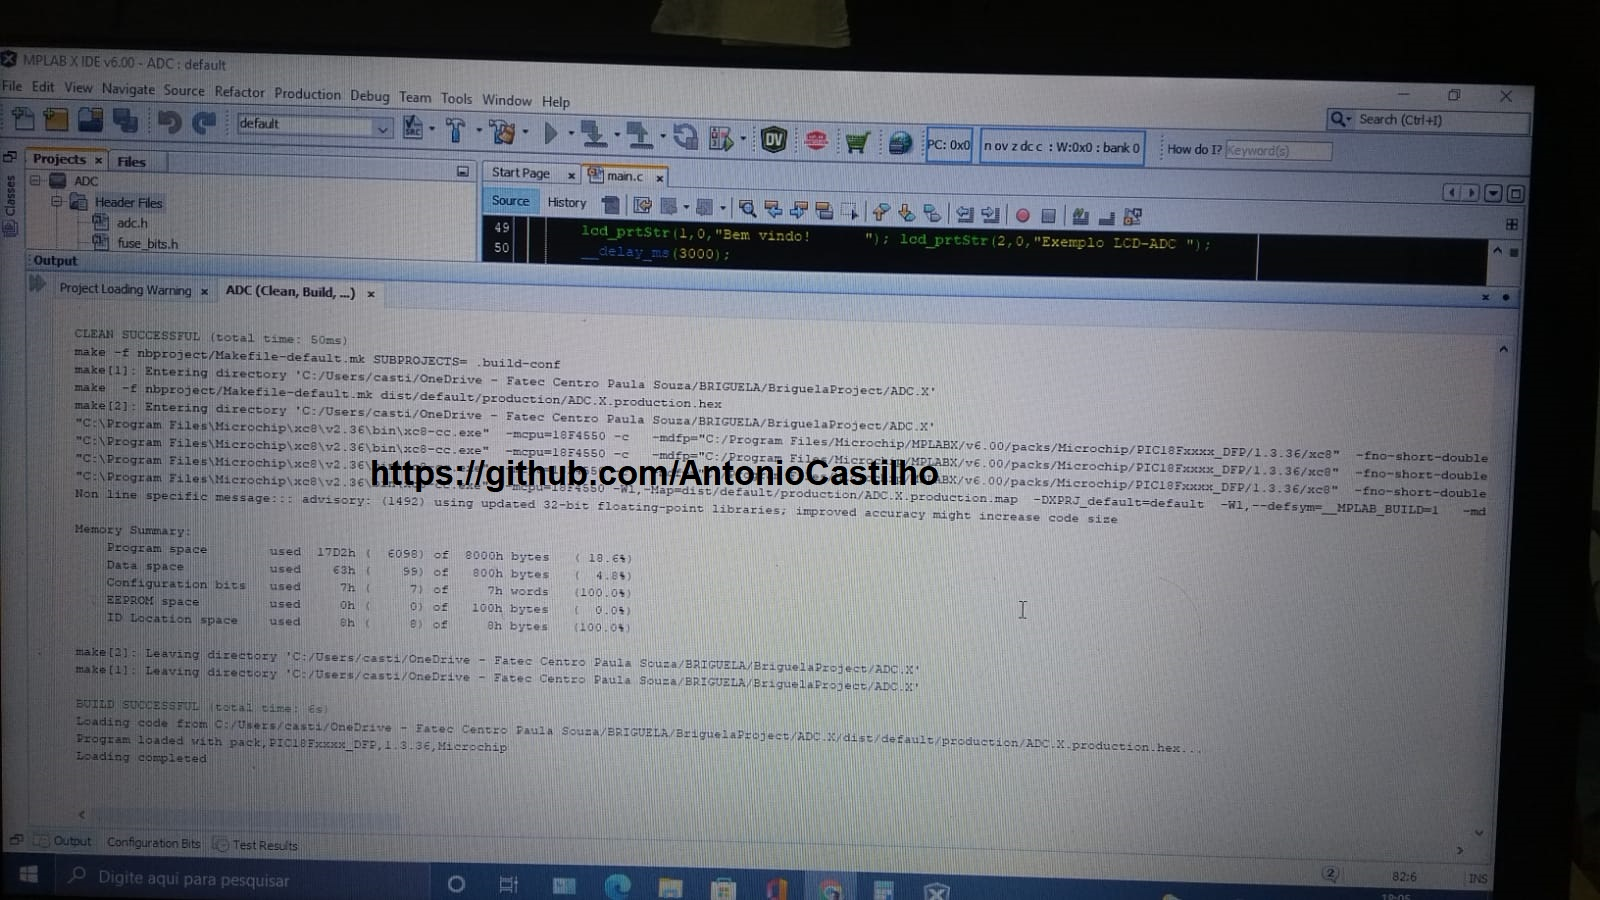 MPLAB X IDE v6.00 - ADC : default
File Edit View Navigate Source Refactor Production Debug Team Tools Window Help
Search (Ctrl+I)
default
PC: 0x0
n ov z dc c : W:0x0 : bank 0
How do I?
Keyword(s)
Projects
Files
Classes
ADC
Header Files
adc.h
fuse_bits.h
Start Page
main.c
Source
History
49 lcd_prtStr(1,0,"Bem vindo!      "); lcd_prtStr(2,0,"Exemplo LCD-ADC ");
50 __delay_ms(3000);
Output
Project Loading Warning
ADC (Clean, Build, ...)
CLEAN SUCCESSFUL (total time: 50ms)
make -f nbproject/Makefile-default.mk SUBPROJECTS= .build-conf
make[1]: Entering directory 'C:/Users/casti/OneDrive - Fatec Centro Paula Souza/BRIGUELA/BriguelaProject/ADC.X'
make  -f nbproject/Makefile-default.mk dist/default/production/ADC.X.production.hex
make[2]: Entering directory 'C:/Users/casti/OneDrive - Fatec Centro Paula Souza/BRIGUELA/BriguelaProject/ADC.X'
"C:\Program Files\Microchip\xc8\v2.36\bin\xc8-cc.exe"  -mcpu=18F4550 -c   -mdfp="C:/Program Files/Microchip/MPLABX/v6.00/packs/Microchip/PIC18Fxxxx_DFP/1.3.36/xc8"  -fno-short-double
"C:\Program Files\Microchip\xc8\v2.36\bin\xc8-cc.exe"  -mcpu=18F4550 -c   -mdfp="C:/Program Files/Microchip/MPLABX/v6.00/packs/Microchip/PIC18Fxxxx_DFP/1.3.36/xc8"  -fno-short-double
"C:\Program Files\Microchip\xc8\v2.36\ /v6.00/packs/Microchip/PIC18Fxxxx_DFP/1.3.36/xc8"  -fno-short-double
https://github.com/AntonioCastilho
"C:\Program Files\Microchip\xc8\v2.36\ -mcpu=18F4550 -Wl,-Map=dist/default/production/ADC.X.production.map  -DXPRJ_default=default  -Wl,--defsym=__MPLAB_BUILD=1   -md
Non line specific message::: advisory: (1492) using updated 32-bit floating-point libraries; improved accuracy might increase code size
Memory Summary:
Program space        used  17D2h (  6098) of  8000h bytes   ( 18.6%)
Data space           used    63h (    99) of   800h bytes   (  4.8%)
Configuration bits   used     7h (     7) of     7h words   (100.0%)
EEPROM space         used     0h (     0) of   100h bytes   (  0.0%)
ID Location space    used     8h (     8) of     8h bytes   (100.0%)
make[2]: Leaving directory 'C:/Users/casti/OneDrive - Fatec Centro Paula Souza/BRIGUELA/BriguelaProject/ADC.X'
make[1]: Leaving directory 'C:/Users/casti/OneDrive - Fatec Centro Paula Souza/BRIGUELA/BriguelaProject/ADC.X'
BUILD SUCCESSFUL (total time: 6s)
Loading code from C:/Users/casti/OneDrive - Fatec Centro Paula Souza/BRIGUELA/BriguelaProject/ADC.X/dist/default/production/ADC.X.production.hex...
Program loaded with pack,PIC18Fxxxx_DFP,1.3.36,Microchip
Loading completed
Output
Configuration Bits
Test Results
2
82:6
INS
Digite aqui para pesquisar